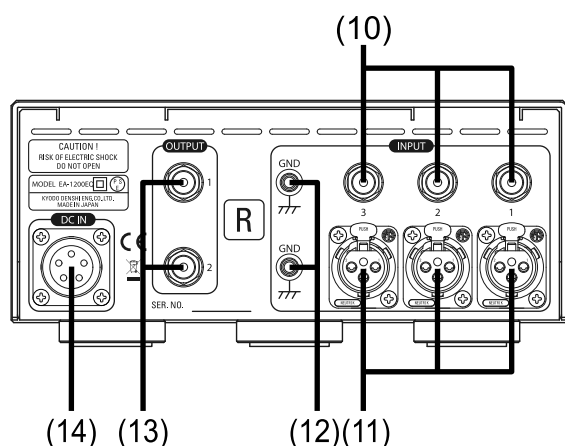 (10)
CAUTION !
RISK OF ELECTRIC SHOCK
DO NOT OPEN
MODEL EA-1200EQ
KYODO DENSHI ENG.CO.,LTD.
MADE IN JAPAN
DC IN
OUTPUT
1
2
R
SER. NO.
INPUT
GND
GND
3
2
1
PUSH
PUSH
PUSH
NEUTRIK
NEUTRIK
NEUTRIK
(14)
(13)
(12)
(11)